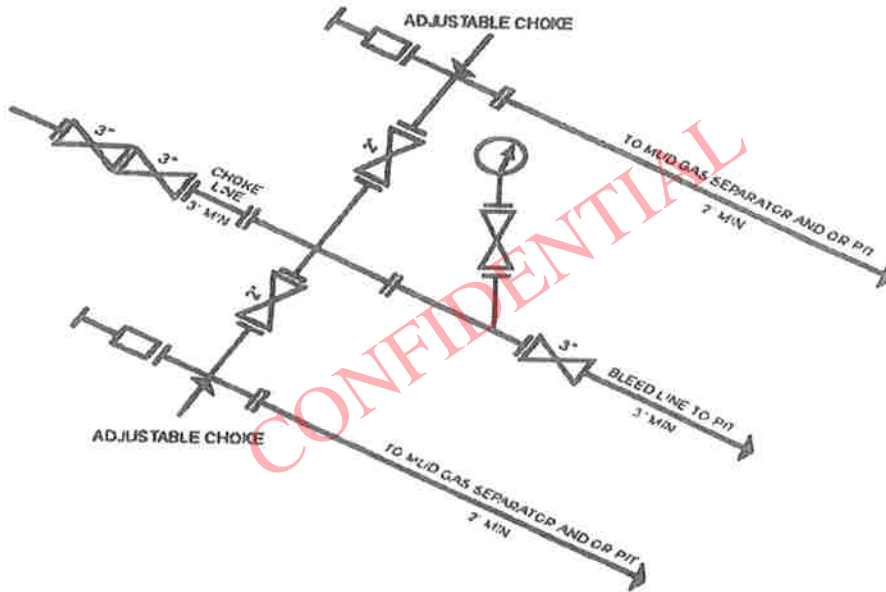 ADJUSTABLE CHOKE
3"
3"
CHOKE
LINE
3" MIN
2"
TO MUD GAS SEPARATOR AND OR PIT
2" MIN
2"
3"
BLEED LINE TO PIT
3" MIN
ADJUSTABLE CHOKE
TO MUD GAS SEPARATOR AND OR PIT
2" MIN
CONFIDENTIAL